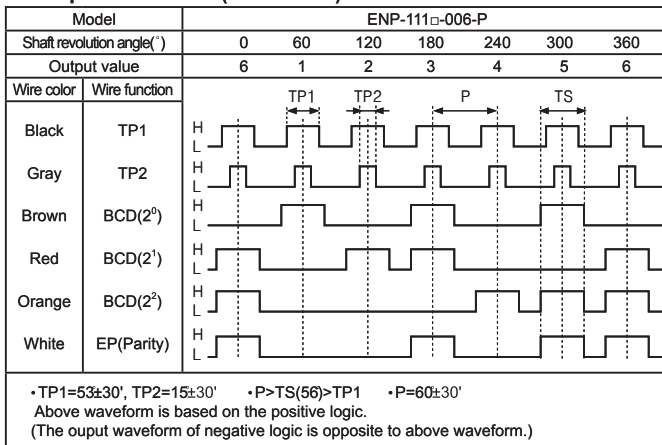 Model ENP-111□-006-P
Shaft revolution angle(˚) 0 60 120 180 240 300 360
Output value 6 1 2 3 4 5 6
Wire color Wire function
TP1 TP2 P TS
Black TP1 H L
Gray TP2 H L
Brown BCD(2⁰) H L
Red BCD(2¹) H L
Orange BCD(2²) H L
White EP(Parity) H L
•TP1=53˚±30', TP2=15˚±30' •P>TS(56˚)>TP1 •P=60˚±30'
Above waveform is based on the positive logic.
(The ouput waveform of negative logic is opposite to above waveform.)